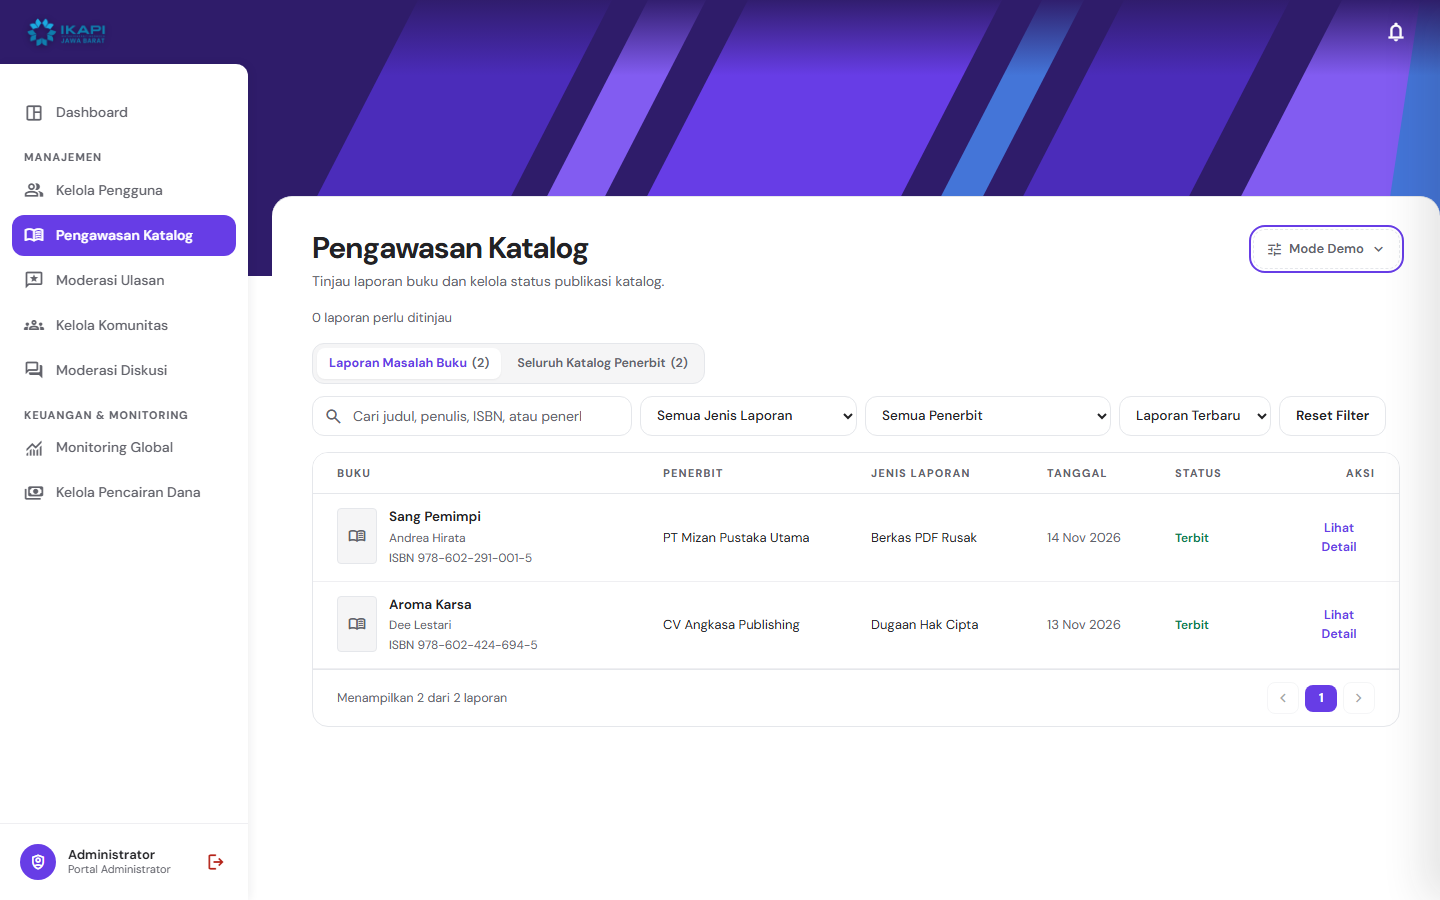 IKAPI
JAWA BARAT
Dashboard
MANAJEMEN
Kelola Pengguna
Pengawasan Katalog
Moderasi Ulasan
Kelola Komunitas
Moderasi Diskusi
KEUANGAN & MONITORING
Monitoring Global
Kelola Pencairan Dana
Administrator
Portal Administrator
Pengawasan Katalog
Mode Demo
Tinjau laporan buku dan kelola status publikasi katalog.
0 laporan perlu ditinjau
Laporan Masalah Buku (2) Seluruh Katalog Penerbit (2)
Cari judul, penulis, ISBN, atau penerl Semua Jenis Laporan Semua Penerbit Laporan Terbaru Reset Filter
BUKU PENERBIT JENIS LAPORAN TANGGAL STATUS AKSI
Sang Pemimpi
Andrea Hirata
ISBN 978-602-291-001-5
PT Mizan Pustaka Utama Berkas PDF Rusak 14 Nov 2026 Terbit
Lihat
Detail
Aroma Karsa
Dee Lestari
ISBN 978-602-424-694-5
CV Angkasa Publishing Dugaan Hak Cipta 13 Nov 2026 Terbit
Lihat
Detail
Menampilkan 2 dari 2 laporan
1